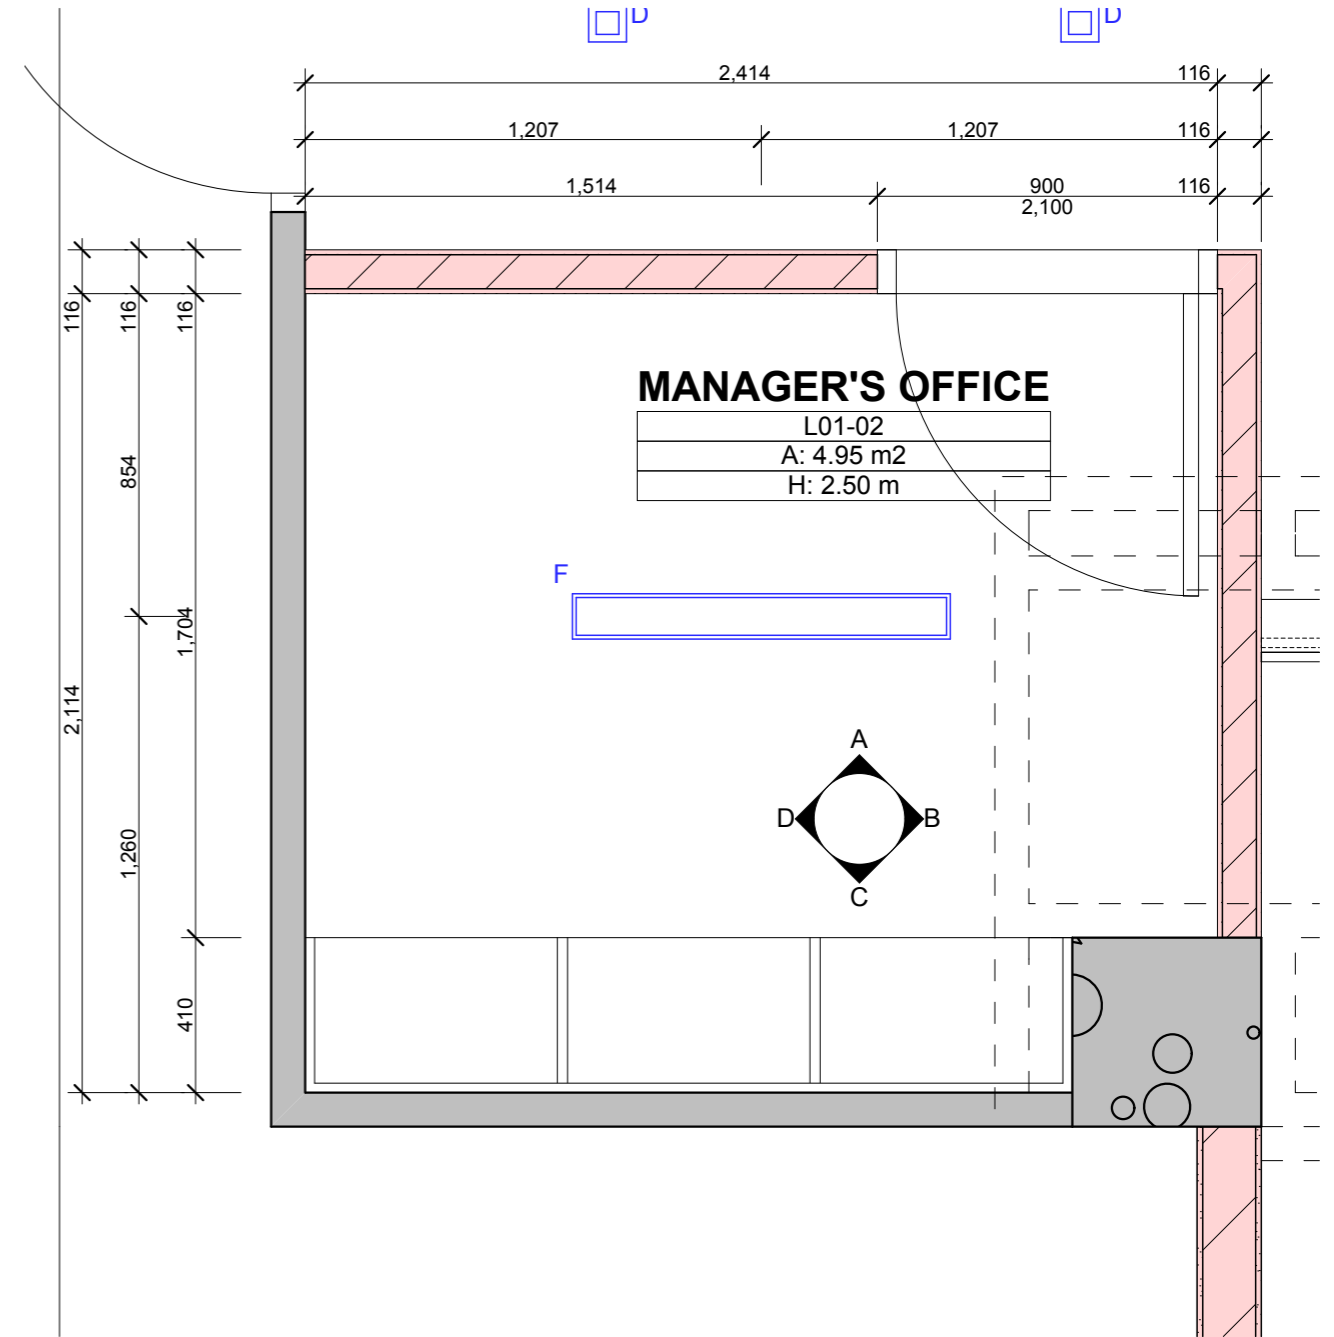 D D
2,414 116
1,207 1,207 116
1,514 900 116
2,100
116 116 116
MANAGER'S OFFICE
L01-02
A: 4.95 m2
H: 2.50 m
854
F
1,704
2,114
A
D B
C
1,260
410